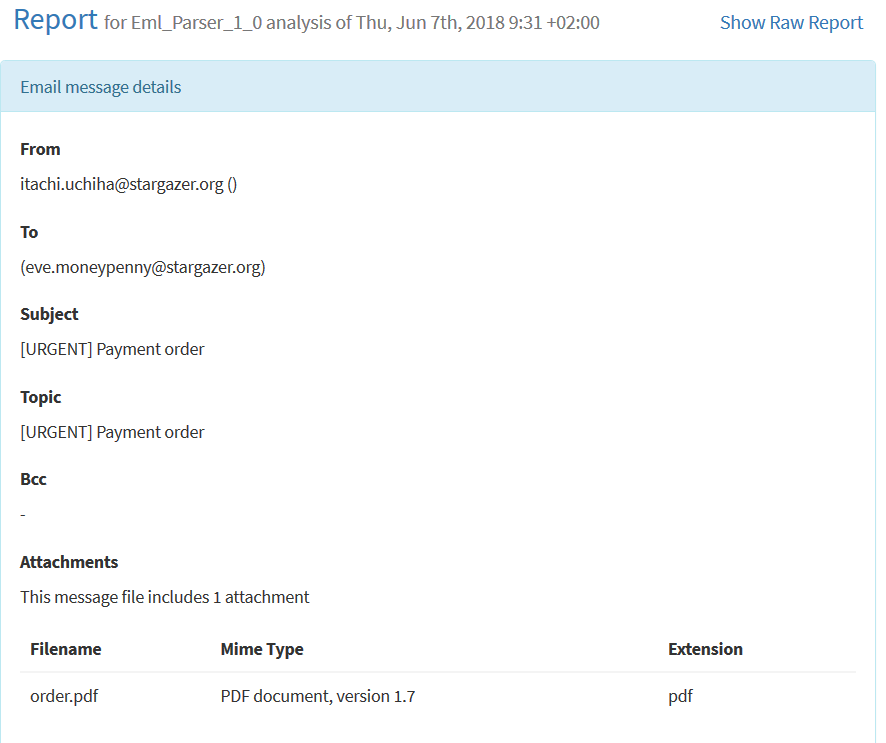 Report for Eml_Parser_1_0 analysis of Thu, Jun 7th, 2018 9:31 +02:00 Show Raw Report
Email message details
From
itachi.uchiha@stargazer.org ()
To
(eve.moneypenny@stargazer.org)
Subject
[URGENT] Payment order
Topic
[URGENT] Payment order
Bcc
-
Attachments
This message file includes 1 attachment
Filename Mime Type Extension
order.pdf PDF document, version 1.7 pdf